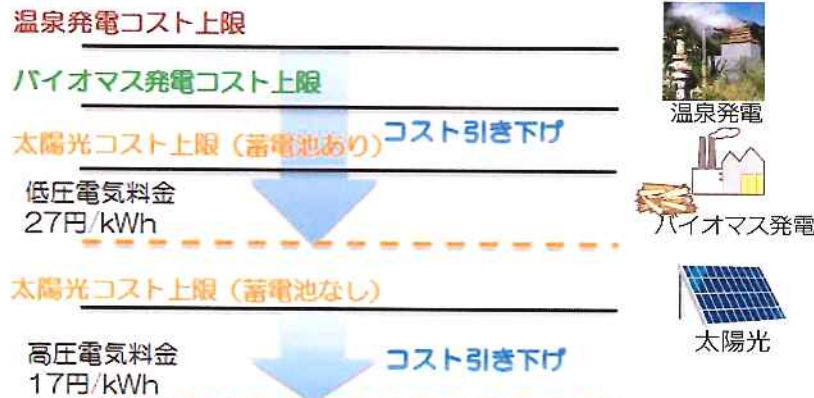 温泉発電コスト上限
バイオマス発電コスト上限
太陽光コスト上限（蓄電池あり）
コスト引き下げ
低圧電気料金
27円/kWh
太陽光コスト上限（蓄電池なし）
高圧電気料金
17円/kWh
コスト引き下げ
温泉発電
バイオマス発電
太陽光